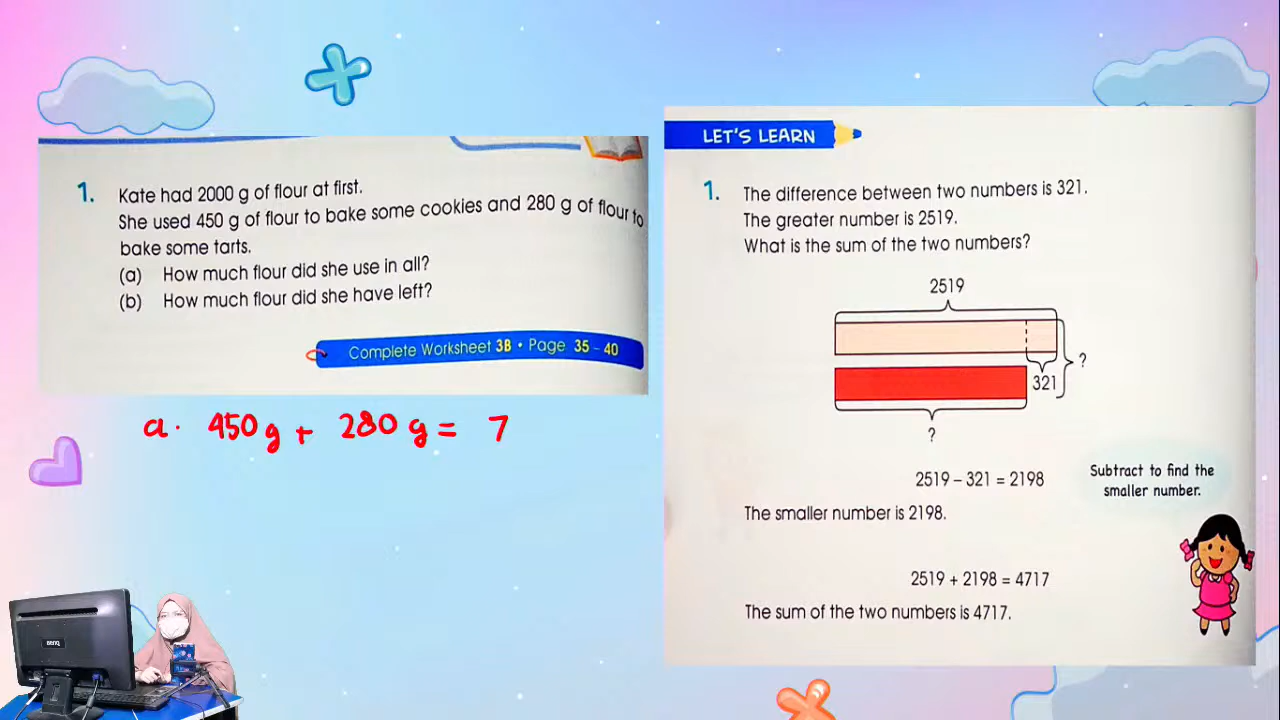 1. Kate had 2000 g of flour at first.
She used 450 g of flour to bake some cookies and 280 g of flour to
bake some tarts.
(a) How much flour did she use in all?
(b) How much flour did she have left?
Complete Worksheet 3B • Page 35 – 40
a. 450 g + 280 g = 7
BENQ
LET'S LEARN
1. The difference between two numbers is 321.
The greater number is 2519.
What is the sum of the two numbers?
2519
?
321
?
2519 – 321 = 2198
Subtract to find the
smaller number.
The smaller number is 2198.
2519 + 2198 = 4717
The sum of the two numbers is 4717.